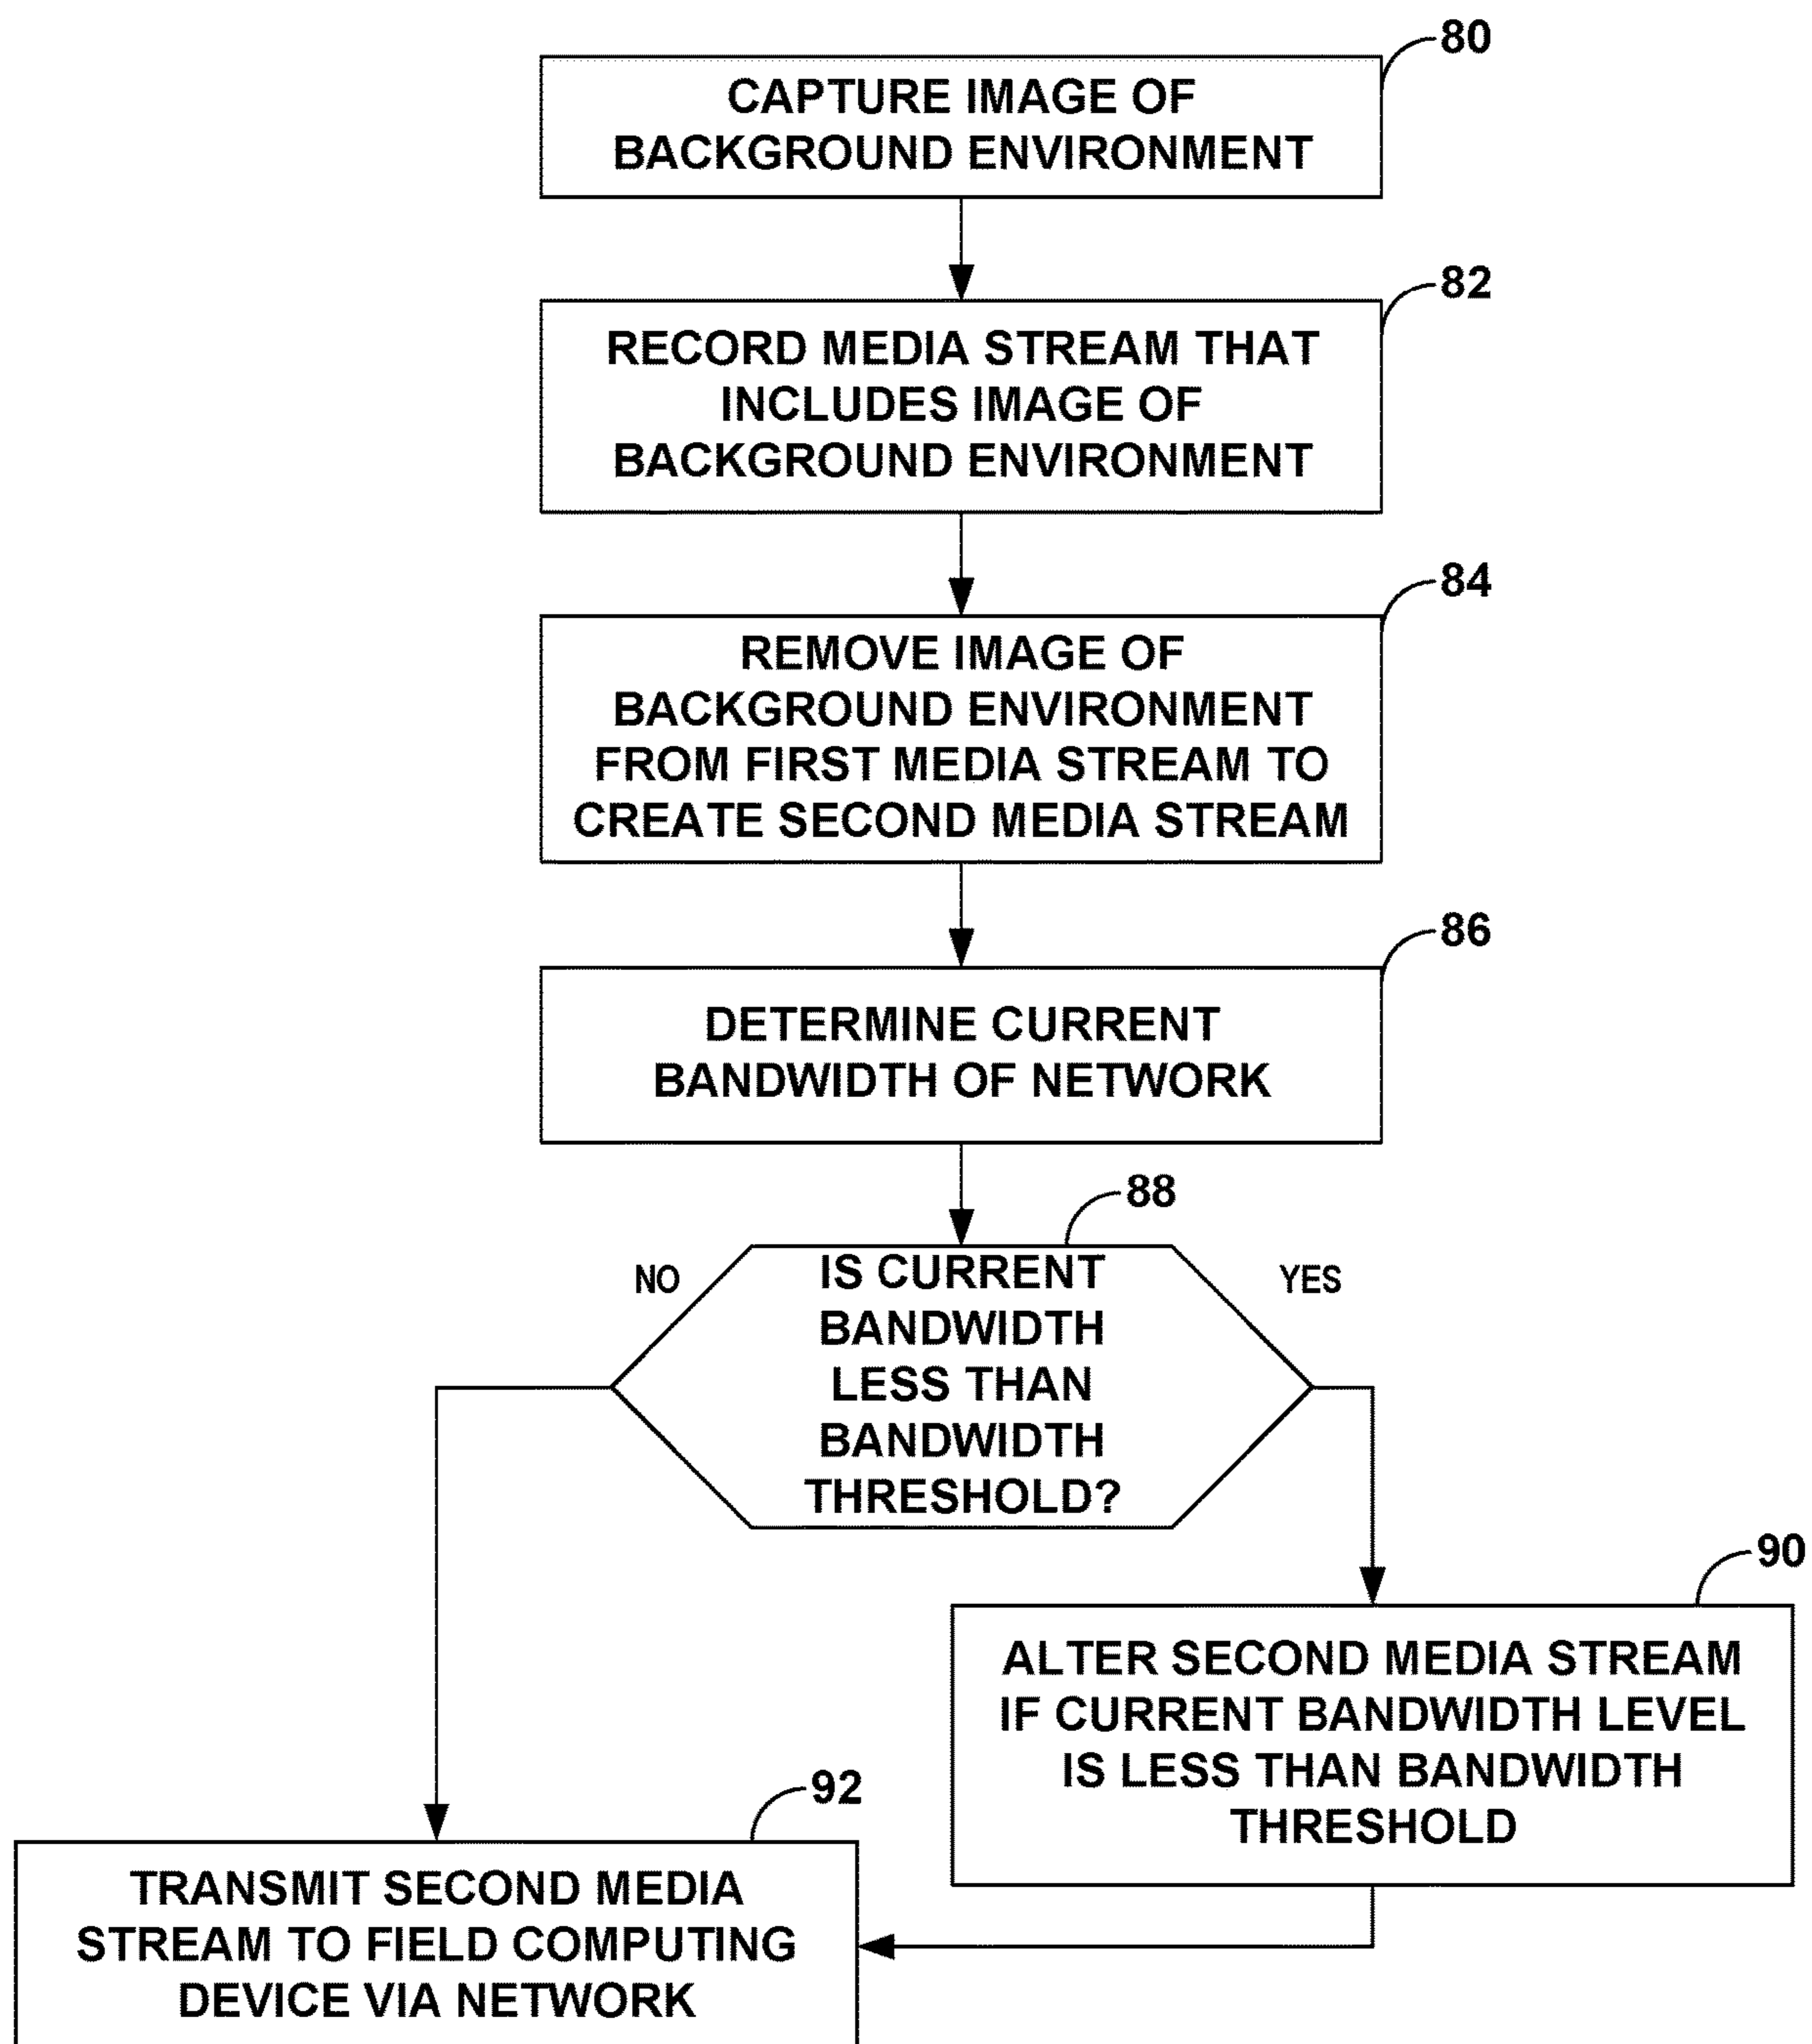 80
CAPTURE IMAGE OF
BACKGROUND ENVIRONMENT
82
RECORD MEDIA STREAM THAT
INCLUDES IMAGE OF
BACKGROUND ENVIRONMENT
84
REMOVE IMAGE OF
BACKGROUND ENVIRONMENT
FROM FIRST MEDIA STREAM TO
CREATE SECOND MEDIA STREAM
86
DETERMINE CURRENT
BANDWIDTH OF NETWORK
88
NO
IS CURRENT
BANDWIDTH
LESS THAN
BANDWIDTH
THRESHOLD?
YES
90
ALTER SECOND MEDIA STREAM
IF CURRENT BANDWIDTH LEVEL
IS LESS THAN BANDWIDTH
THRESHOLD
92
TRANSMIT SECOND MEDIA
STREAM TO FIELD COMPUTING
DEVICE VIA NETWORK